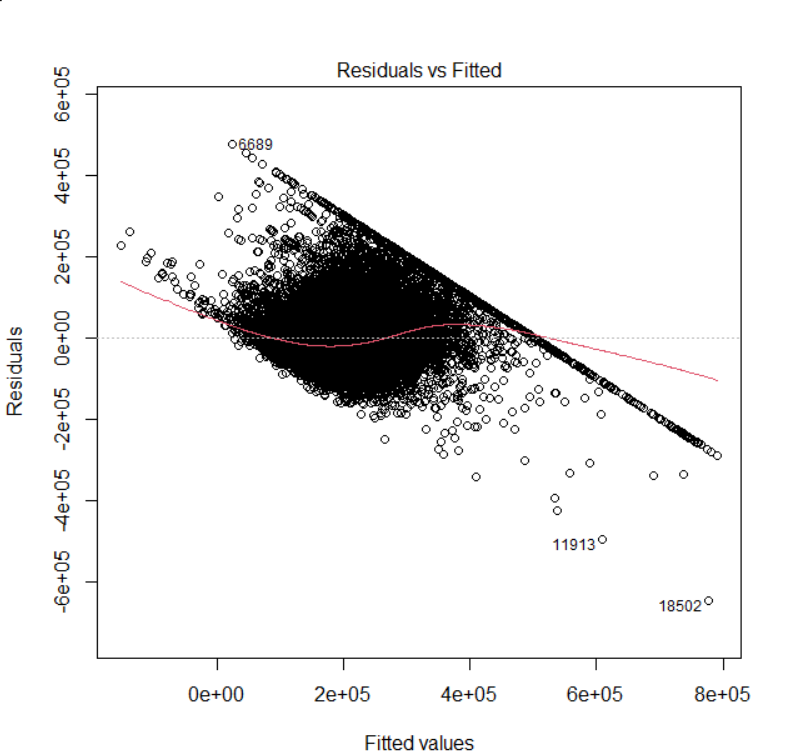 Residuals vs Fitted
6e+05
4e+05
2e+05
0e+00
-2e+05
-4e+05
-6e+05
Residuals
6689
11913
18502
0e+00 2e+05 4e+05 6e+05 8e+05
Fitted values